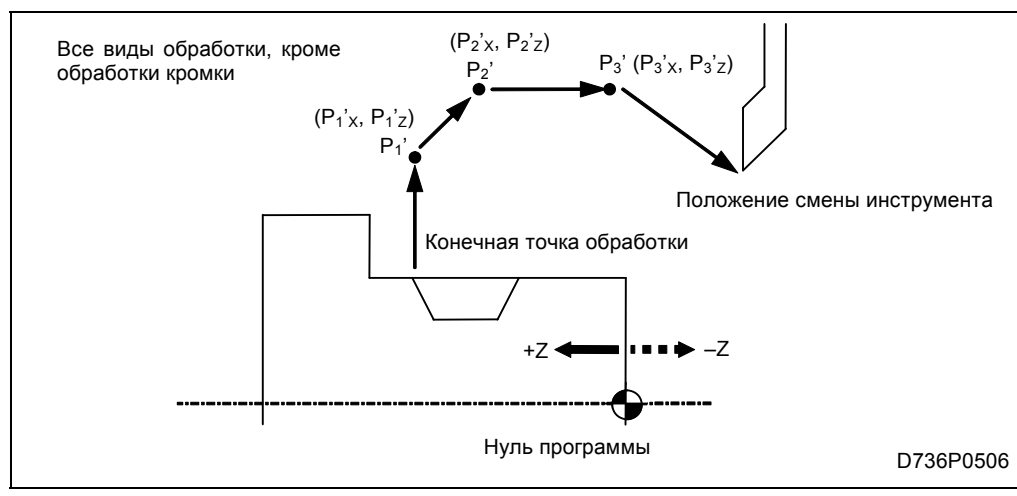 Все виды обработки, кроме
обработки кромки
(P2'X, P2'Z)
P2'
P3' (P3'X, P3'Z)
(P1'X, P1'Z)
P1'
Положение смены инструмента
Конечная точка обработки
+Z
–Z
Нуль программы
D736P0506